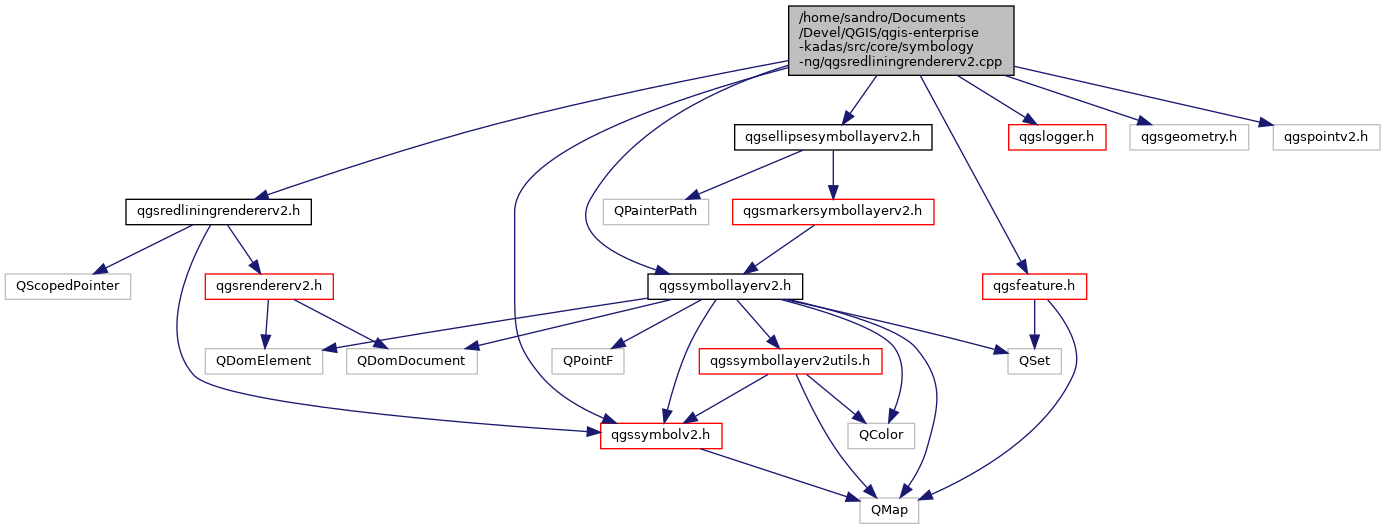 /home/sandro/Documents
/Devel/QGIS/qgis-enterprise
-kadas/src/core/symbology
-ng/qgsredliningrendererv2.cpp
qgsellipsesymbollayerv2.h
qgslogger.h
qgsgeometry.h
qgspointv2.h
qgsredliningrendererv2.h
QPainterPath
qgsmarkersymbollayerv2.h
QScopedPointer
qgsrendererv2.h
qgssymbollayerv2.h
qgsfeature.h
QDomElement
QDomDocument
QPointF
qgssymbollayerv2utils.h
QSet
qgssymbolv2.h
QColor
QMap